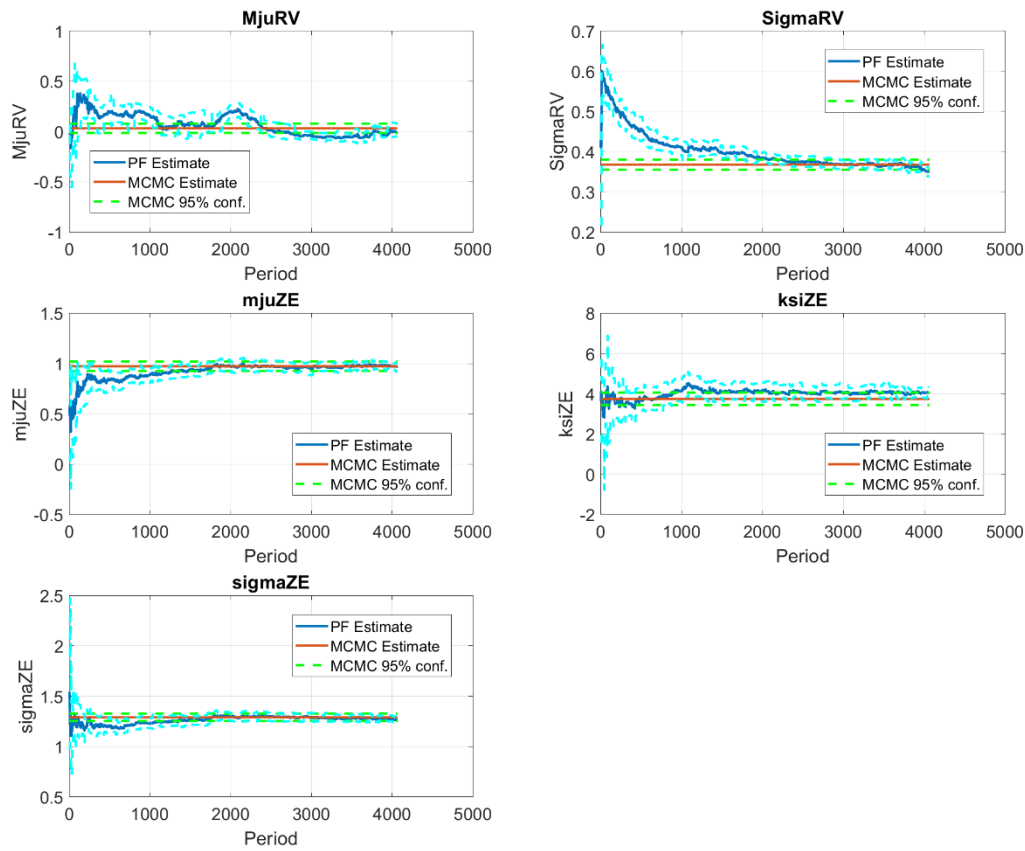 MjuRV
1
0.5
0
-0.5
-1
MjuRV
PF Estimate
MCMC Estimate
MCMC 95% conf.
0 1000 2000 3000 4000 5000
Period
SigmaRV
0.7
0.6
0.5
0.4
0.3
0.2
SigmaRV
PF Estimate
MCMC Estimate
MCMC 95% conf.
0 1000 2000 3000 4000 5000
Period
mjuZE
1.5
1
0.5
0
-0.5
mjuZE
PF Estimate
MCMC Estimate
MCMC 95% conf.
0 1000 2000 3000 4000 5000
Period
ksiZE
8
6
4
2
0
-2
ksiZE
PF Estimate
MCMC Estimate
MCMC 95% conf.
0 1000 2000 3000 4000 5000
Period
sigmaZE
2.5
2
1.5
1
0.5
sigmaZE
PF Estimate
MCMC Estimate
MCMC 95% conf.
0 1000 2000 3000 4000 5000
Period